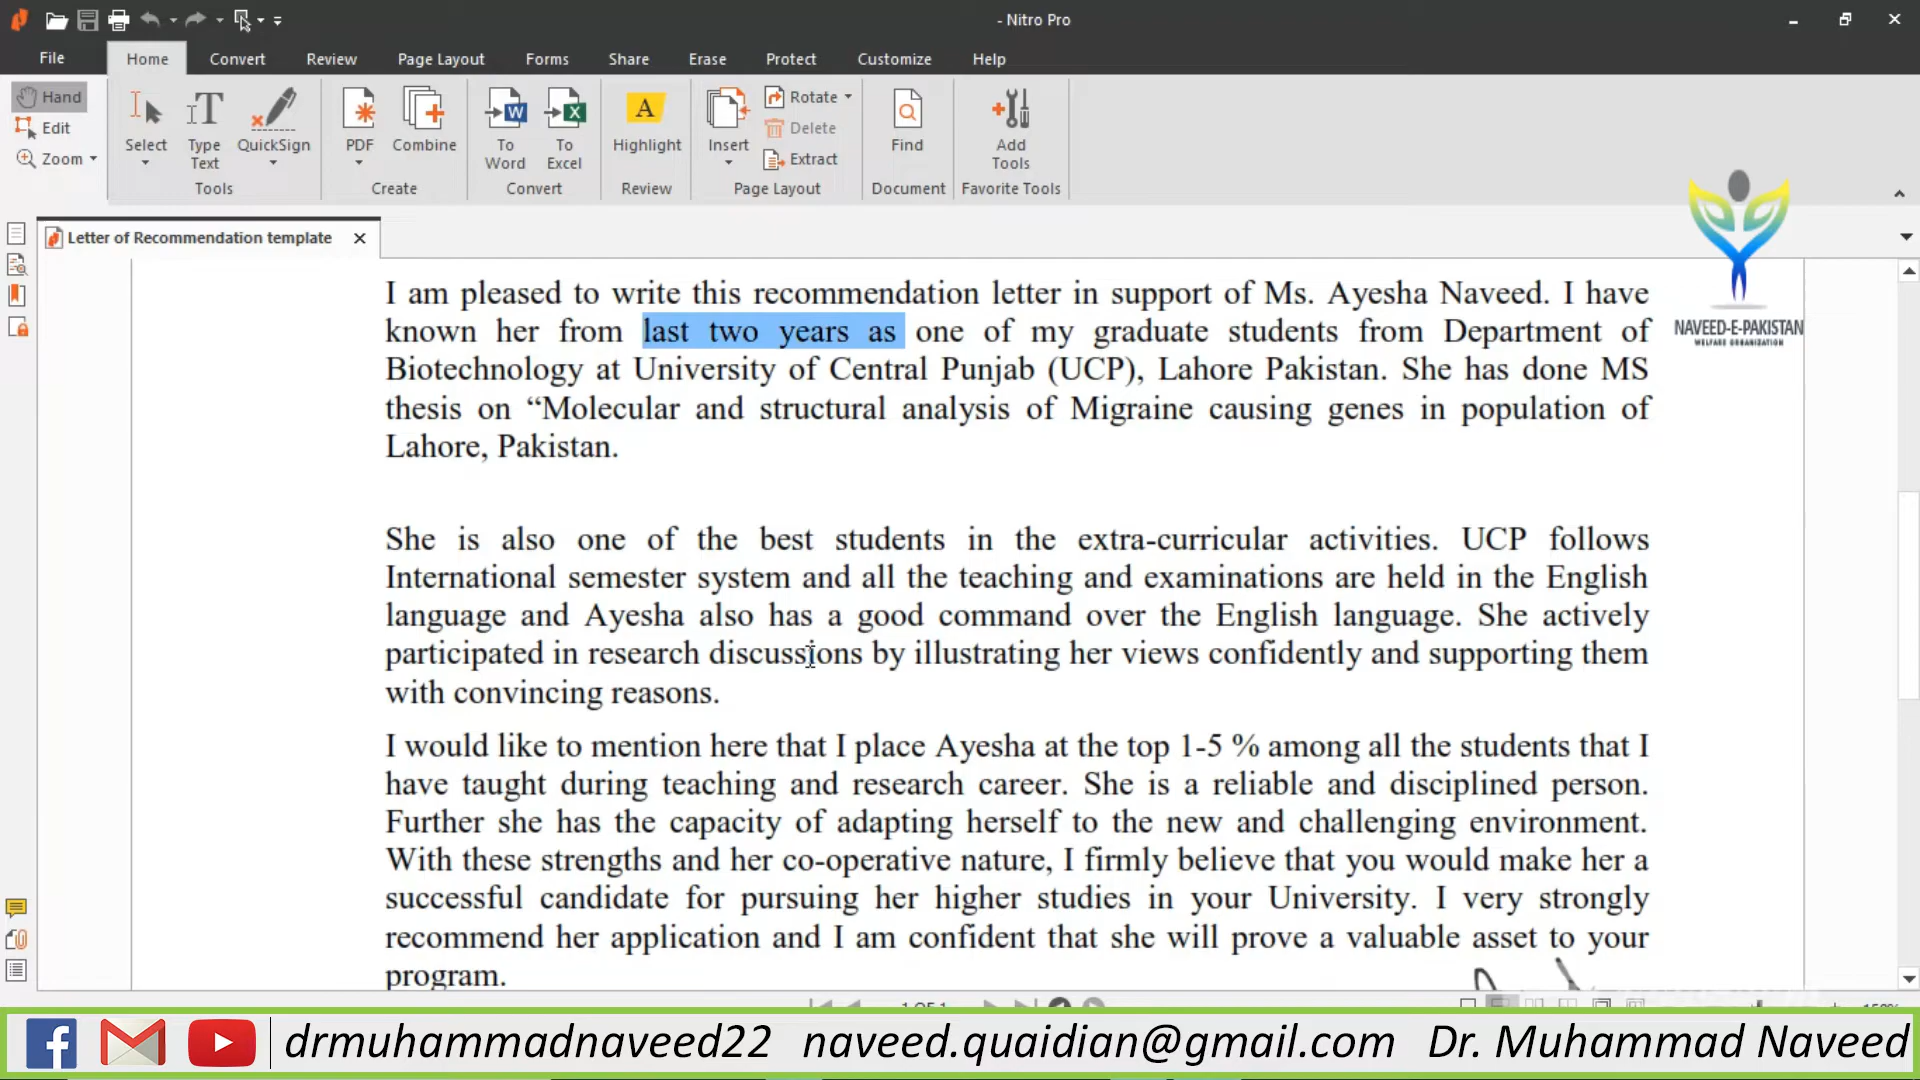 - Nitro Pro
File Home Convert Review Page Layout Forms Share Erase Protect Customize Help
Hand
Edit
Zoom
Select
Type Text
QuickSign
Tools
PDF
Combine
Create
To Word
To Excel
Convert
Highlight
Review
Insert
Rotate
Delete
Extract
Page Layout
Find
Document
Add Tools
Favorite Tools
NAVEED-E-PAKISTAN
WELFARE ORGANIZATION
Letter of Recommendation template
I am pleased to write this recommendation letter in support of Ms. Ayesha Naveed. I have
known her from last two years as one of my graduate students from Department of
Biotechnology at University of Central Punjab (UCP), Lahore Pakistan. She has done MS
thesis on “Molecular and structural analysis of Migraine causing genes in population of
Lahore, Pakistan.
She is also one of the best students in the extra-curricular activities. UCP follows
International semester system and all the teaching and examinations are held in the English
language and Ayesha also has a good command over the English language. She actively
participated in research discussions by illustrating her views confidently and supporting them
with convincing reasons.
I would like to mention here that I place Ayesha at the top 1-5 % among all the students that I
have taught during teaching and research career. She is a reliable and disciplined person.
Further she has the capacity of adapting herself to the new and challenging environment.
With these strengths and her co-operative nature, I firmly believe that you would make her a
successful candidate for pursuing her higher studies in your University. I very strongly
recommend her application and I am confident that she will prove a valuable asset to your
program.
drmuhammadnaveed22 naveed.quaidian@gmail.com Dr. Muhammad Naveed